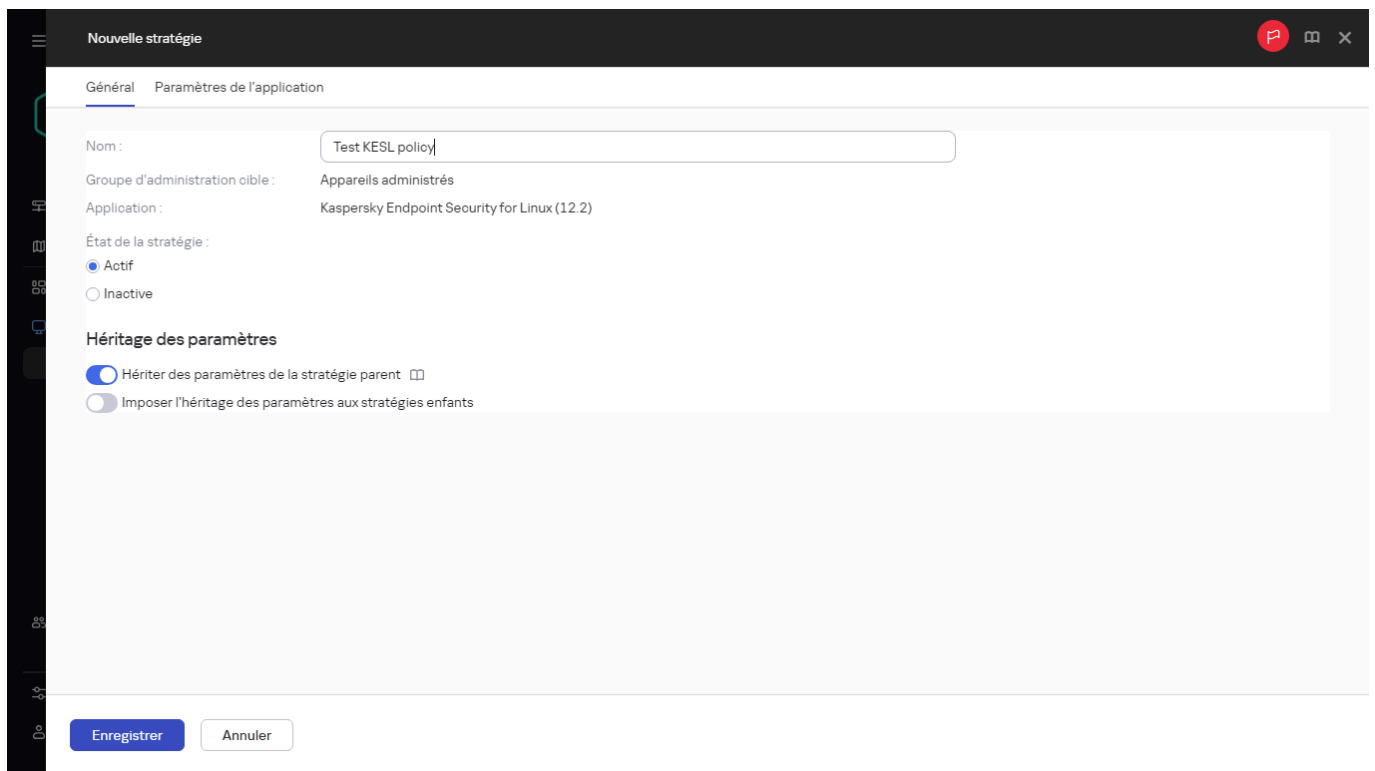 Nouvelle stratégie
Général Paramètres de l'application
Nom : Test KESL policy
Groupe d'administration cible : Appareils administrés
Application : Kaspersky Endpoint Security for Linux (12.2)
État de la stratégie :
Actif
Inactive
Héritage des paramètres
Hériter des paramètres de la stratégie parent
Imposer l'héritage des paramètres aux stratégies enfants
Enregistrer Annuler